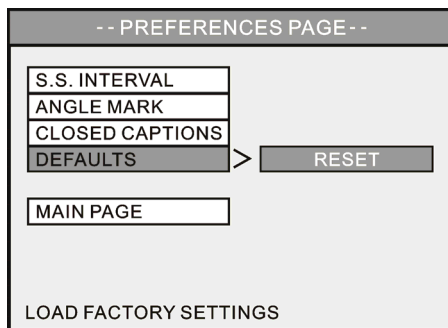 -- PREFERENCES PAGE--
S.S. INTERVAL
ANGLE MARK
CLOSED CAPTIONS
DEFAULTS > RESET
MAIN PAGE
LOAD FACTORY SETTINGS